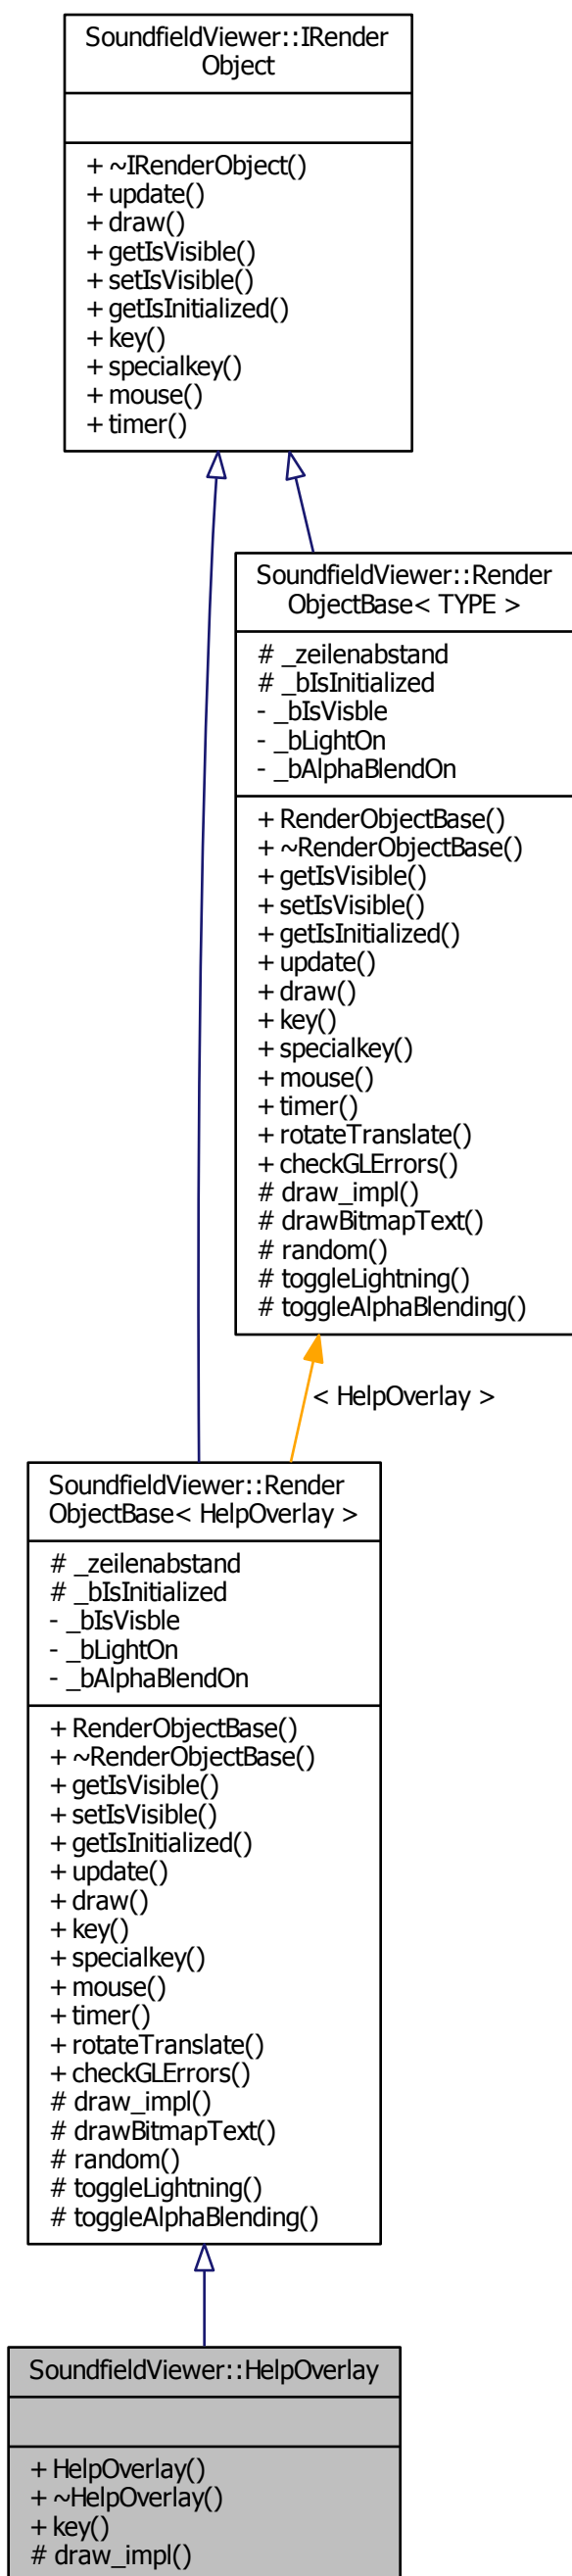 SoundfieldViewer::IRender
Object
+ ~IRenderObject()
+ update()
+ draw()
+ getIsVisible()
+ setIsVisible()
+ getIsInitialized()
+ key()
+ specialkey()
+ mouse()
+ timer()
SoundfieldViewer::Render
ObjectBase< TYPE >
# _zeilenabstand
# _bIsInitialized
- _bIsVisble
- _bLightOn
- _bAlphaBlendOn
+ RenderObjectBase()
+ ~RenderObjectBase()
+ getIsVisible()
+ setIsVisible()
+ getIsInitialized()
+ update()
+ draw()
+ key()
+ specialkey()
+ mouse()
+ timer()
+ rotateTranslate()
+ checkGLErrors()
# draw_impl()
# drawBitmapText()
# random()
# toggleLightning()
# toggleAlphaBlending()
< HelpOverlay >
SoundfieldViewer::Render
ObjectBase< HelpOverlay >
# _zeilenabstand
# _bIsInitialized
- _bIsVisble
- _bLightOn
- _bAlphaBlendOn
+ RenderObjectBase()
+ ~RenderObjectBase()
+ getIsVisible()
+ setIsVisible()
+ getIsInitialized()
+ update()
+ draw()
+ key()
+ specialkey()
+ mouse()
+ timer()
+ rotateTranslate()
+ checkGLErrors()
# draw_impl()
# drawBitmapText()
# random()
# toggleLightning()
# toggleAlphaBlending()
SoundfieldViewer::HelpOverlay
+ HelpOverlay()
+ ~HelpOverlay()
+ key()
# draw_impl()